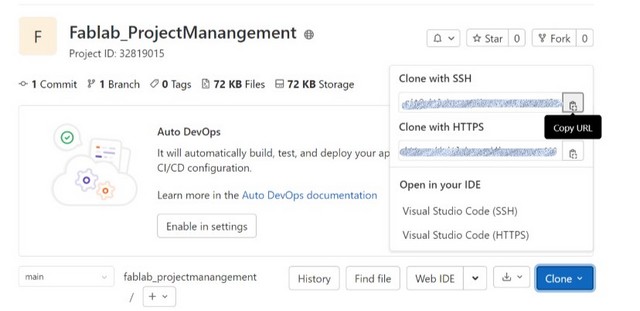 F
Fablab_ProjectManangement
Project ID: 32819015
Star 0
Fork 0
1 Commit 1 Branch 0 Tags 72 KB Files 72 KB Storage
Clone with SSH
Copy URL
Clone with HTTPS
Auto DevOps
It will automatically build, test, and deploy your ap
CI/CD configuration.
Learn more in the Auto DevOps documentation
Enable in settings
Open in your IDE
Visual Studio Code (SSH)
Visual Studio Code (HTTPS)
main
fablab_projectmanangement
/ +
History
Find file
Web IDE
Clone